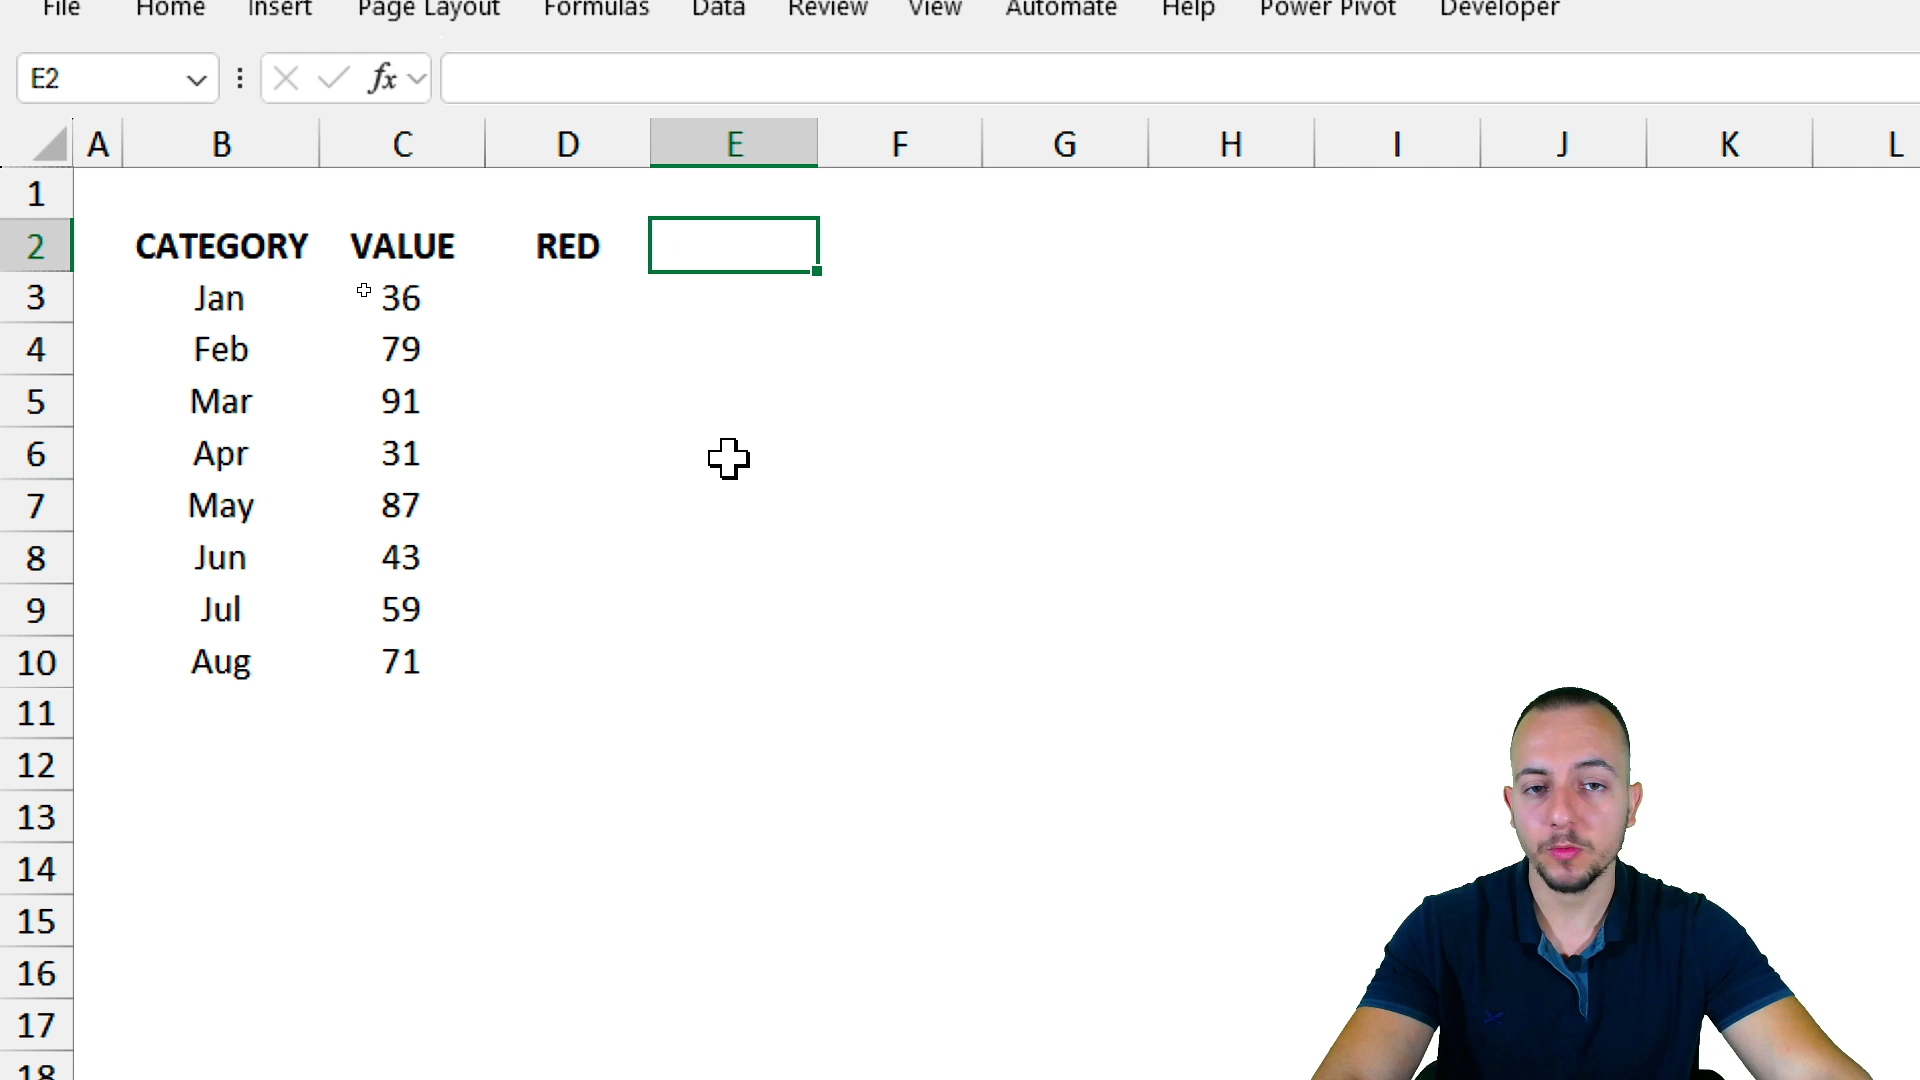 File Home Insert Page Layout Formulas Data Review View Automate Help Power Pivot Developer
E2 fx
A B C D E F G H I J K L
1
2 CATEGORY VALUE RED
3 Jan 36
4 Feb 79
5 Mar 91
6 Apr 31
7 May 87
8 Jun 43
9 Jul 59
10 Aug 71
11
12
13
14
15
16
17
18